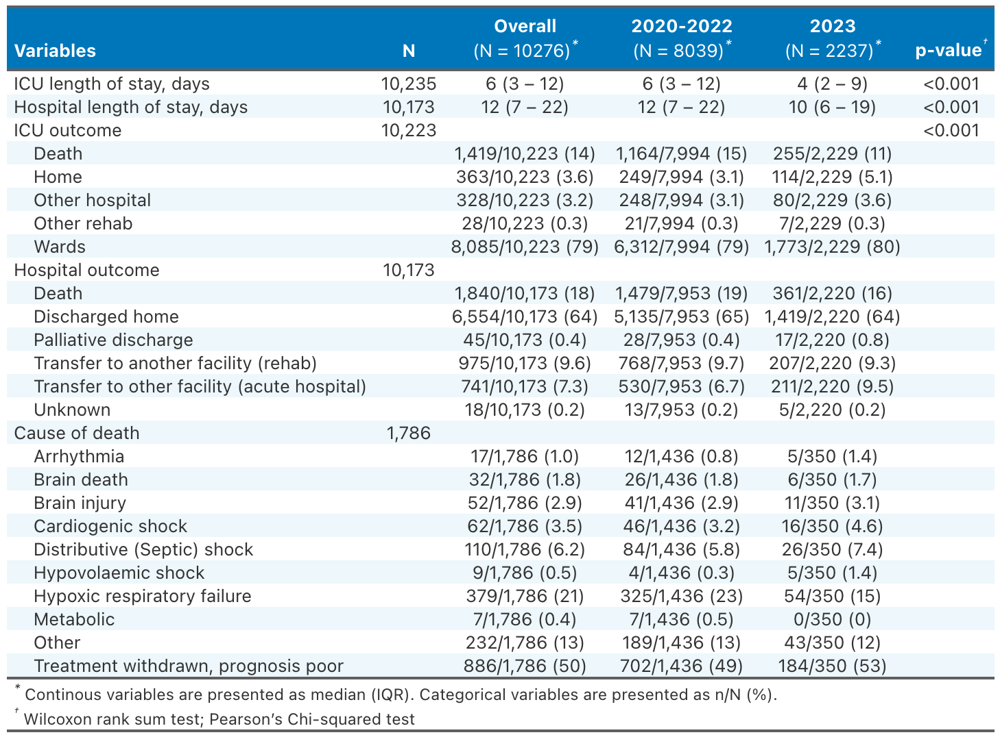 Variables N Overall (N = 10276)* 2020-2022 (N = 8039)* 2023 (N = 2237)* p-value†
ICU length of stay, days 10,235 6 (3 – 12) 6 (3 – 12) 4 (2 – 9) <0.001
Hospital length of stay, days 10,173 12 (7 – 22) 12 (7 – 22) 10 (6 – 19) <0.001
ICU outcome 10,223 <0.001
Death 1,419/10,223 (14) 1,164/7,994 (15) 255/2,229 (11)
Home 363/10,223 (3.6) 249/7,994 (3.1) 114/2,229 (5.1)
Other hospital 328/10,223 (3.2) 248/7,994 (3.1) 80/2,229 (3.6)
Other rehab 28/10,223 (0.3) 21/7,994 (0.3) 7/2,229 (0.3)
Wards 8,085/10,223 (79) 6,312/7,994 (79) 1,773/2,229 (80)
Hospital outcome 10,173
Death 1,840/10,173 (18) 1,479/7,953 (19) 361/2,220 (16)
Discharged home 6,554/10,173 (64) 5,135/7,953 (65) 1,419/2,220 (64)
Palliative discharge 45/10,173 (0.4) 28/7,953 (0.4) 17/2,220 (0.8)
Transfer to another facility (rehab) 975/10,173 (9.6) 768/7,953 (9.7) 207/2,220 (9.3)
Transfer to other facility (acute hospital) 741/10,173 (7.3) 530/7,953 (6.7) 211/2,220 (9.5)
Unknown 18/10,173 (0.2) 13/7,953 (0.2) 5/2,220 (0.2)
Cause of death 1,786
Arrhythmia 17/1,786 (1.0) 12/1,436 (0.8) 5/350 (1.4)
Brain death 32/1,786 (1.8) 26/1,436 (1.8) 6/350 (1.7)
Brain injury 52/1,786 (2.9) 41/1,436 (2.9) 11/350 (3.1)
Cardiogenic shock 62/1,786 (3.5) 46/1,436 (3.2) 16/350 (4.6)
Distributive (Septic) shock 110/1,786 (6.2) 84/1,436 (5.8) 26/350 (7.4)
Hypovolaemic shock 9/1,786 (0.5) 4/1,436 (0.3) 5/350 (1.4)
Hypoxic respiratory failure 379/1,786 (21) 325/1,436 (23) 54/350 (15)
Metabolic 7/1,786 (0.4) 7/1,436 (0.5) 0/350 (0)
Other 232/1,786 (13) 189/1,436 (13) 43/350 (12)
Treatment withdrawn, prognosis poor 886/1,786 (50) 702/1,436 (49) 184/350 (53)
* Continous variables are presented as median (IQR). Categorical variables are presented as n/N (%).
† Wilcoxon rank sum test; Pearson’s Chi-squared test